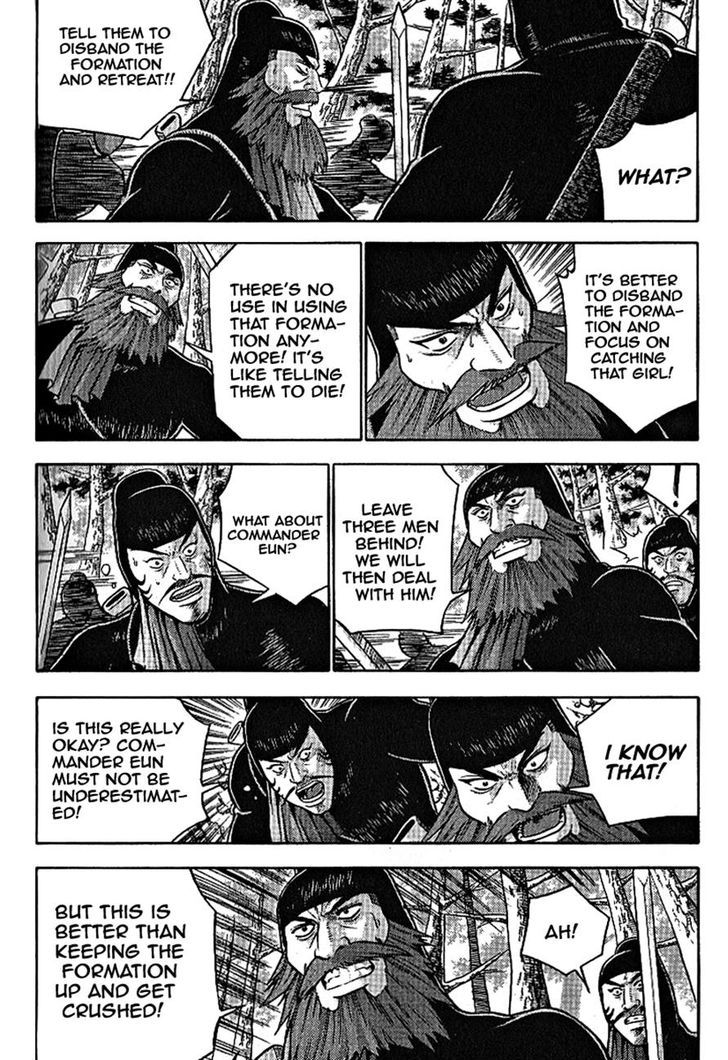 TELL THEM TO
DISBAND THE
FORMATION
AND RETREAT!!
WHAT?
THERE'S NO
USE IN USING
THAT FORMA-
TION ANY-
MORE! IT'S
LIKE TELLING
THEM TO DIE!
IT'S BETTER
TO DISBAND
THE FORMA-
TION AND
FOCUS ON
CATCHING
THAT GIRL!
WHAT ABOUT
COMMANDER
EUN?
LEAVE
THREE MEN
BEHIND!
WE WILL
THEN DEAL
WITH HIM!
!
IS THIS REALLY
OKAY? COM-
MANDER EUN
MUST NOT BE
UNDERESTIMAT-
ED!
I KNOW
THAT!
BUT THIS IS
BETTER THAN
KEEPING THE
FORMATION
UP AND GET
CRUSHED!
AH!